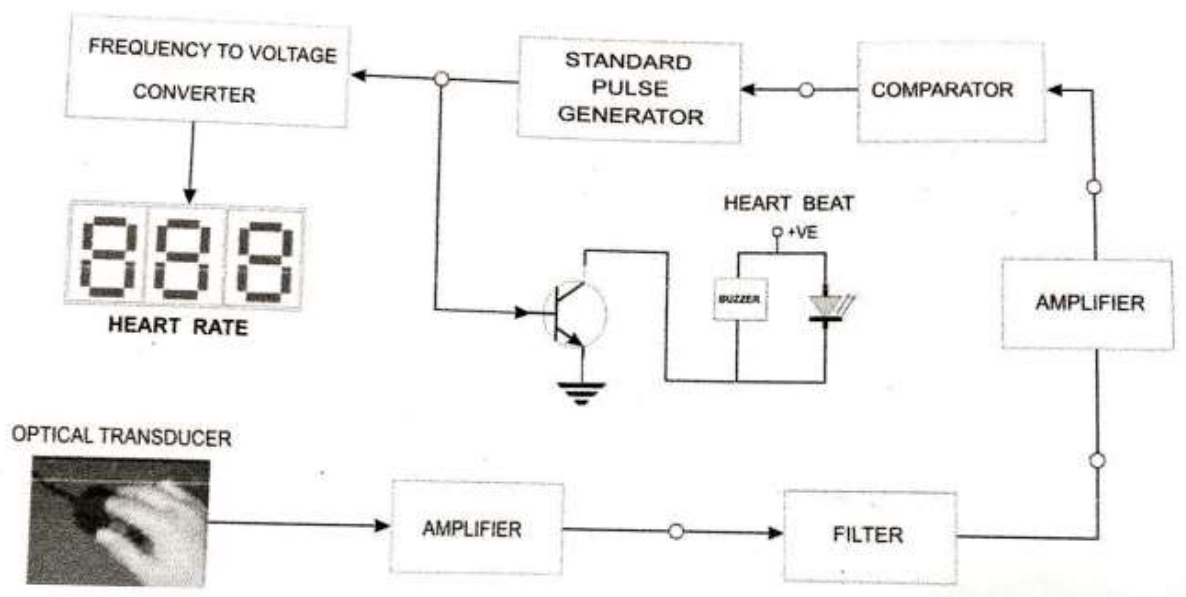 FREQUENCY TO VOLTAGE
CONVERTER
STANDARD
PULSE
GENERATOR
COMPARATOR
HEART BEAT
+VE
BUZZER
AMPLIFIER
888
HEART RATE
OPTICAL TRANSDUCER
AMPLIFIER
FILTER